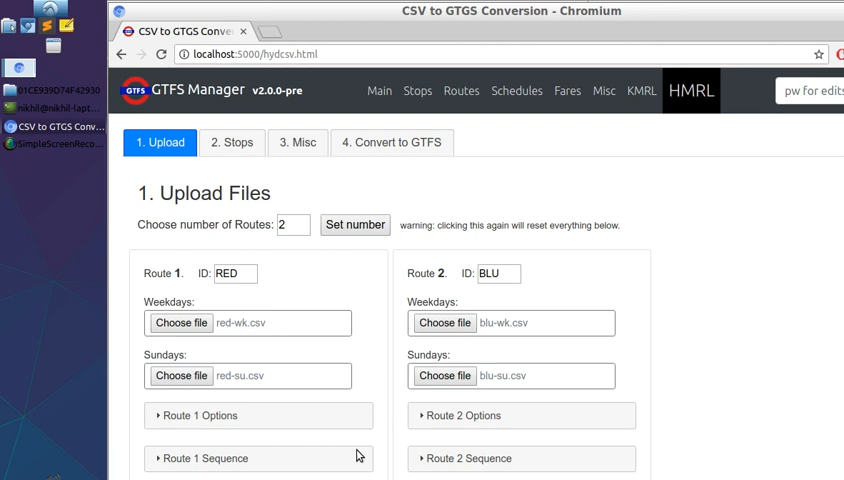 CSV to GTGS Conversion - Chromium
CSV to GTGS Conve
localhost:5000/hydcsv.html
01CE939D74F42930
nikhil@nikhil-lapt...
CSV to GTGS Conv...
SimpleScreenReco...
GTFS GTFS Manager v2.0.0-pre Main Stops Routes Schedules Fares Misc KMRL HMRL pw for edits
1. Upload 2. Stops 3. Misc 4. Convert to GTFS
1. Upload Files
Choose number of Routes: 2 Set number warning: clicking this again will reset everything below.
Route 1. ID: RED
Weekdays:
Choose file red-wk.csv
Sundays:
Choose file red-su.csv
Route 1 Options
Route 1 Sequence
Route 2. ID: BLU
Weekdays:
Choose file blu-wk.csv
Sundays:
Choose file blu-su.csv
Route 2 Options
Route 2 Sequence